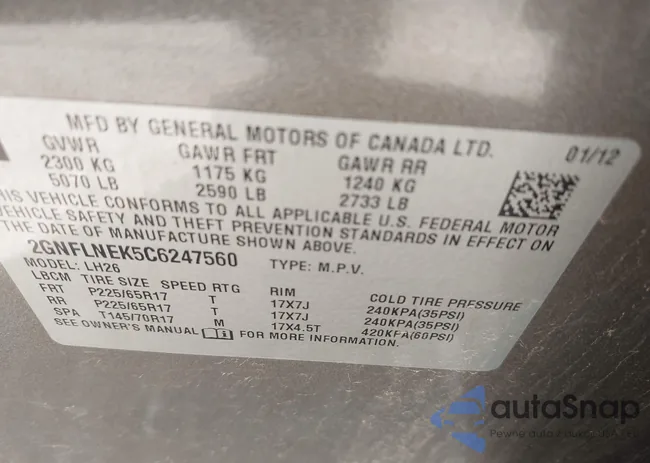 MFD BY GENERAL MOTORS OF CANADA LTD. 01/12
GVWR GAWR FRT GAWR RR
2300 KG 1175 KG 1240 KG
5070 LB 2590 LB 2733 LB
THIS VEHICLE CONFORMS TO ALL APPLICABLE U.S. FEDERAL MOTOR
VEHICLE SAFETY AND THEFT PREVENTION STANDARDS IN EFFECT ON
THE DATE OF MANUFACTURE SHOWN ABOVE.
2GNFLNEK5C6247560 TYPE: M.P.V.
MODEL: LH26
LBCM TIRE SIZE SPEED RTG RIM COLD TIRE PRESSURE
FRT P225/65R17 T 17X7J 240KPA(35PSI)
RR P225/65R17 T 17X7J 240KPA(35PSI)
SPA T145/70R17 M 17X4.5T 420KPA(60PSI)
SEE OWNER'S MANUAL FOR MORE INFORMATION.
autaSnap
Pewne auta z